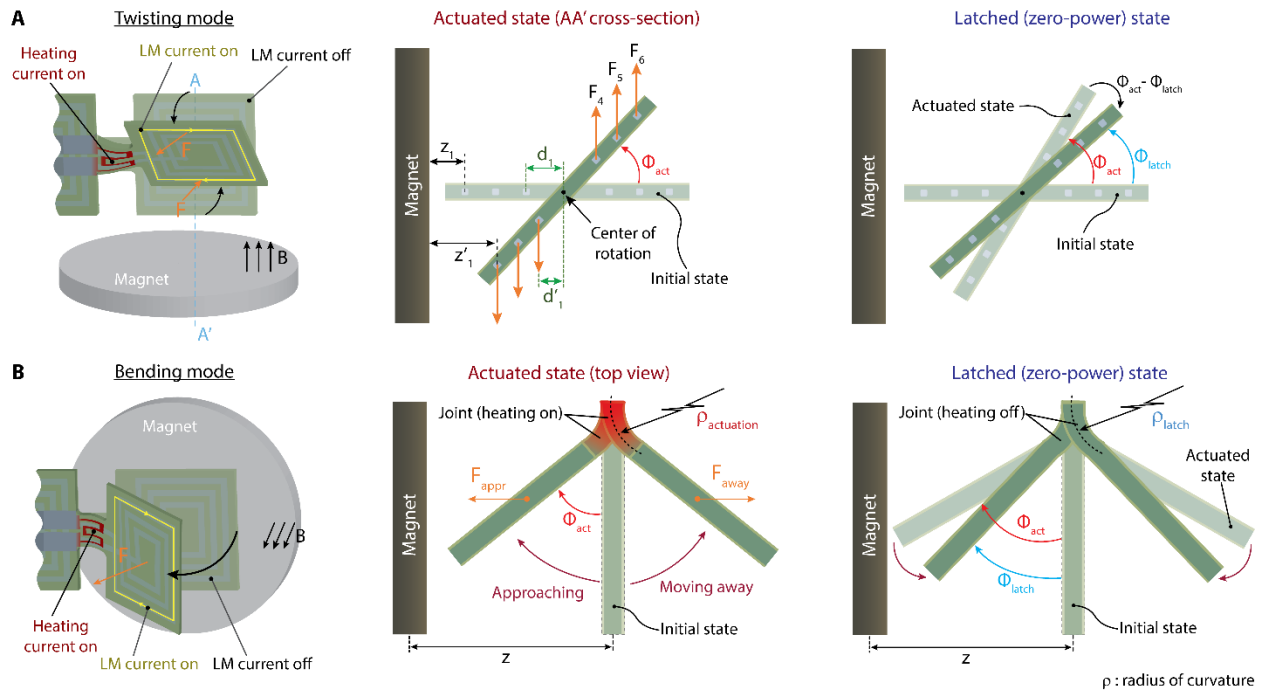 A
Twisting mode
Heating
current on
LM current on
LM current off
A
F
F
B
Magnet
A'
Actuated state (AA' cross-section)
Magnet
z₁
d₁
F₄
F₅
F₆
Φact
z'₁
d'₁
Center of
rotation
Initial state
Latched (zero-power) state
Magnet
Actuated state
Φact - Φlatch
Φact
Φlatch
Initial state
B
Bending mode
Magnet
B
F
Heating
current on
LM current on
LM current off
Actuated state (top view)
Magnet
Joint (heating on)
ρactuation
Fappr
Faway
Φact
Approaching
Moving away
Initial state
z
Latched (zero-power) state
Magnet
Joint (heating off)
ρlatch
Actuated
state
Φact
Φlatch
Initial state
z
ρ : radius of curvature